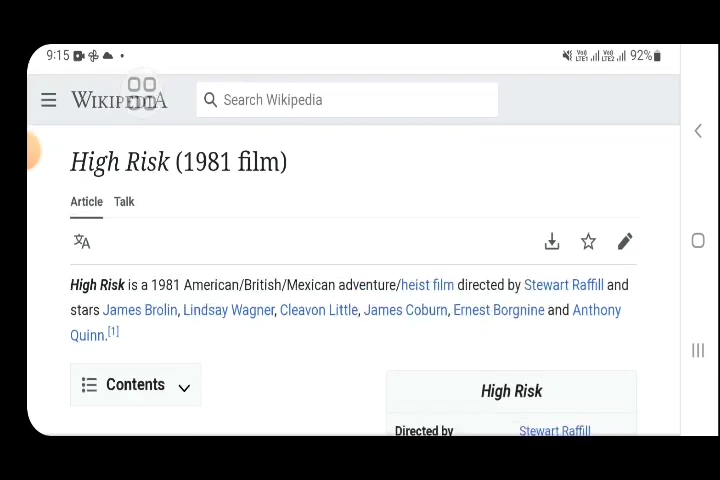 9:15 92%
WIKIPEDIA Search Wikipedia
High Risk (1981 film)
Article Talk
High Risk is a 1981 American/British/Mexican adventure/heist film directed by Stewart Raffill and
stars James Brolin, Lindsay Wagner, Cleavon Little, James Coburn, Ernest Borgnine and Anthony
Quinn.[1]
Contents
High Risk
Directed by Stewart Raffill